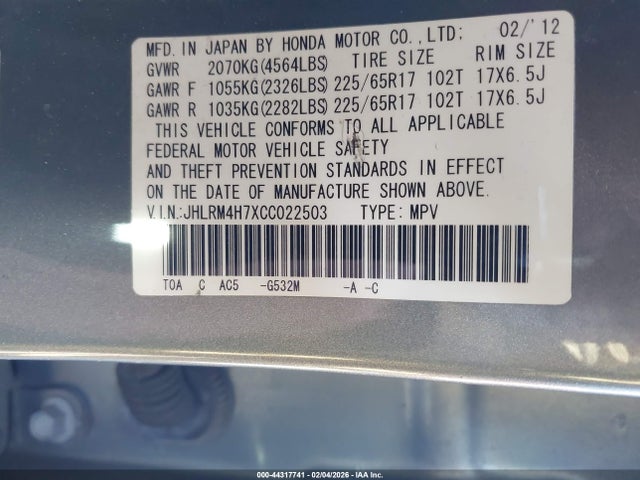 MFD. IN JAPAN BY HONDA MOTOR CO.,LTD; 02/'12
GVWR 2070KG(4564LBS) TIRE SIZE RIM SIZE
GAWR F 1055KG(2326LBS) 225/65R17 102T 17X6.5J
GAWR R 1035KG(2282LBS) 225/65R17 102T 17X6.5J
THIS VEHICLE CONFORMS TO ALL APPLICABLE
FEDERAL MOTOR VEHICLE SAFETY
AND THEFT PREVENTION STANDARDS IN EFFECT
ON THE DATE OF MANUFACTURE SHOWN ABOVE.
V.I.N.:JHLRM4H7XCC022503 TYPE: MPV
TOA C AC5 -G532M -A -C
000-44317741 - 02/04/2026 - IAA Inc.